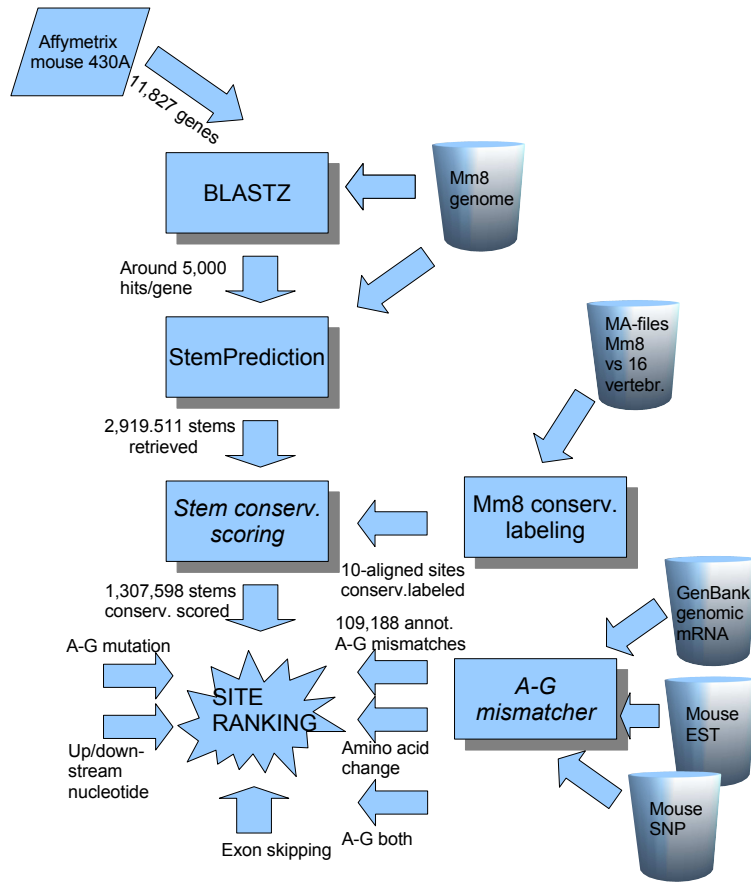 Affymetrix
mouse 430A
11,827 genes
BLASTZ
Mm8
genome
Around 5,000
hits/gene
StemPrediction
MA-files
Mm8
vs 16
vertebr.
2,919.511 stems
retrieved
Stem conserv.
scoring
Mm8 conserv.
labeling
10-aligned sites
conserv.labeled
1,307,598 stems
conserv. scored
109,188 annot.
A-G mismatches
GenBank
genomic
mRNA
A-G mutation
SITE
RANKING
A-G
mismatcher
Mouse
EST
Up/down-
stream
nucleotide
Amino acid
change
Mouse
SNP
Exon skipping
A-G both